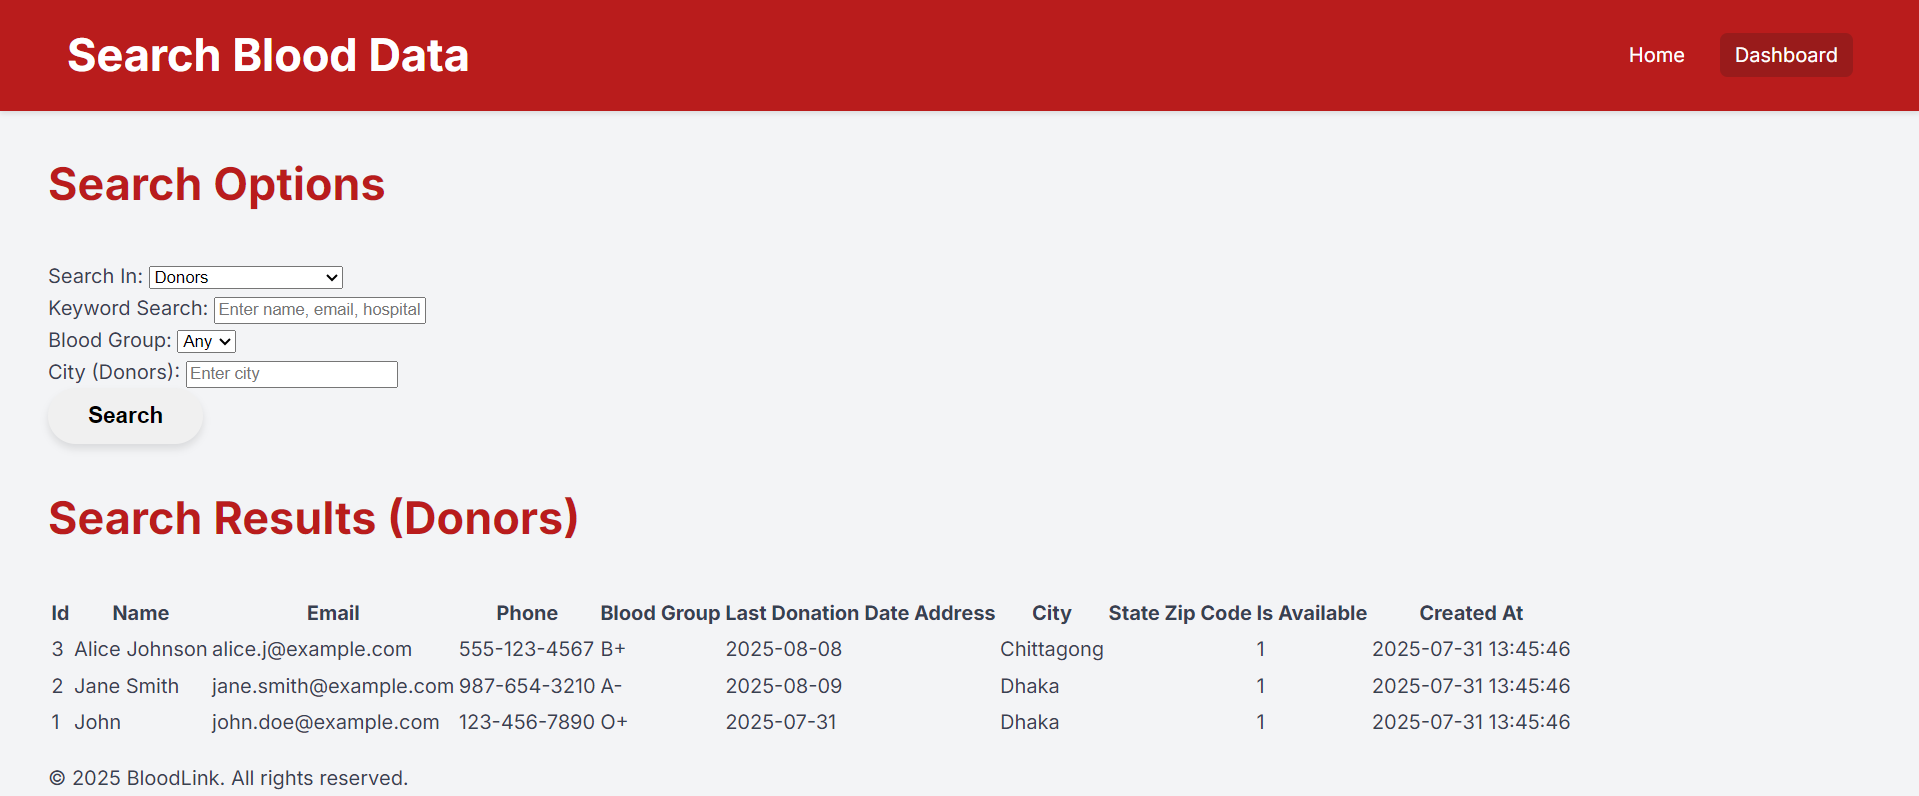 Search Blood Data
Home Dashboard
Search Options
Search In: Donors
Keyword Search: Enter name, email, hospital
Blood Group: Any
City (Donors): Enter city
Search
Search Results (Donors)
Id Name Email Phone Blood Group Last Donation Date Address City State Zip Code Is Available Created At
3 Alice Johnson alice.j@example.com 555-123-4567 B+ 2025-08-08 Chittagong 1 2025-07-31 13:45:46
2 Jane Smith jane.smith@example.com 987-654-3210 A- 2025-08-09 Dhaka 1 2025-07-31 13:45:46
1 John john.doe@example.com 123-456-7890 O+ 2025-07-31 Dhaka 1 2025-07-31 13:45:46
© 2025 BloodLink. All rights reserved.